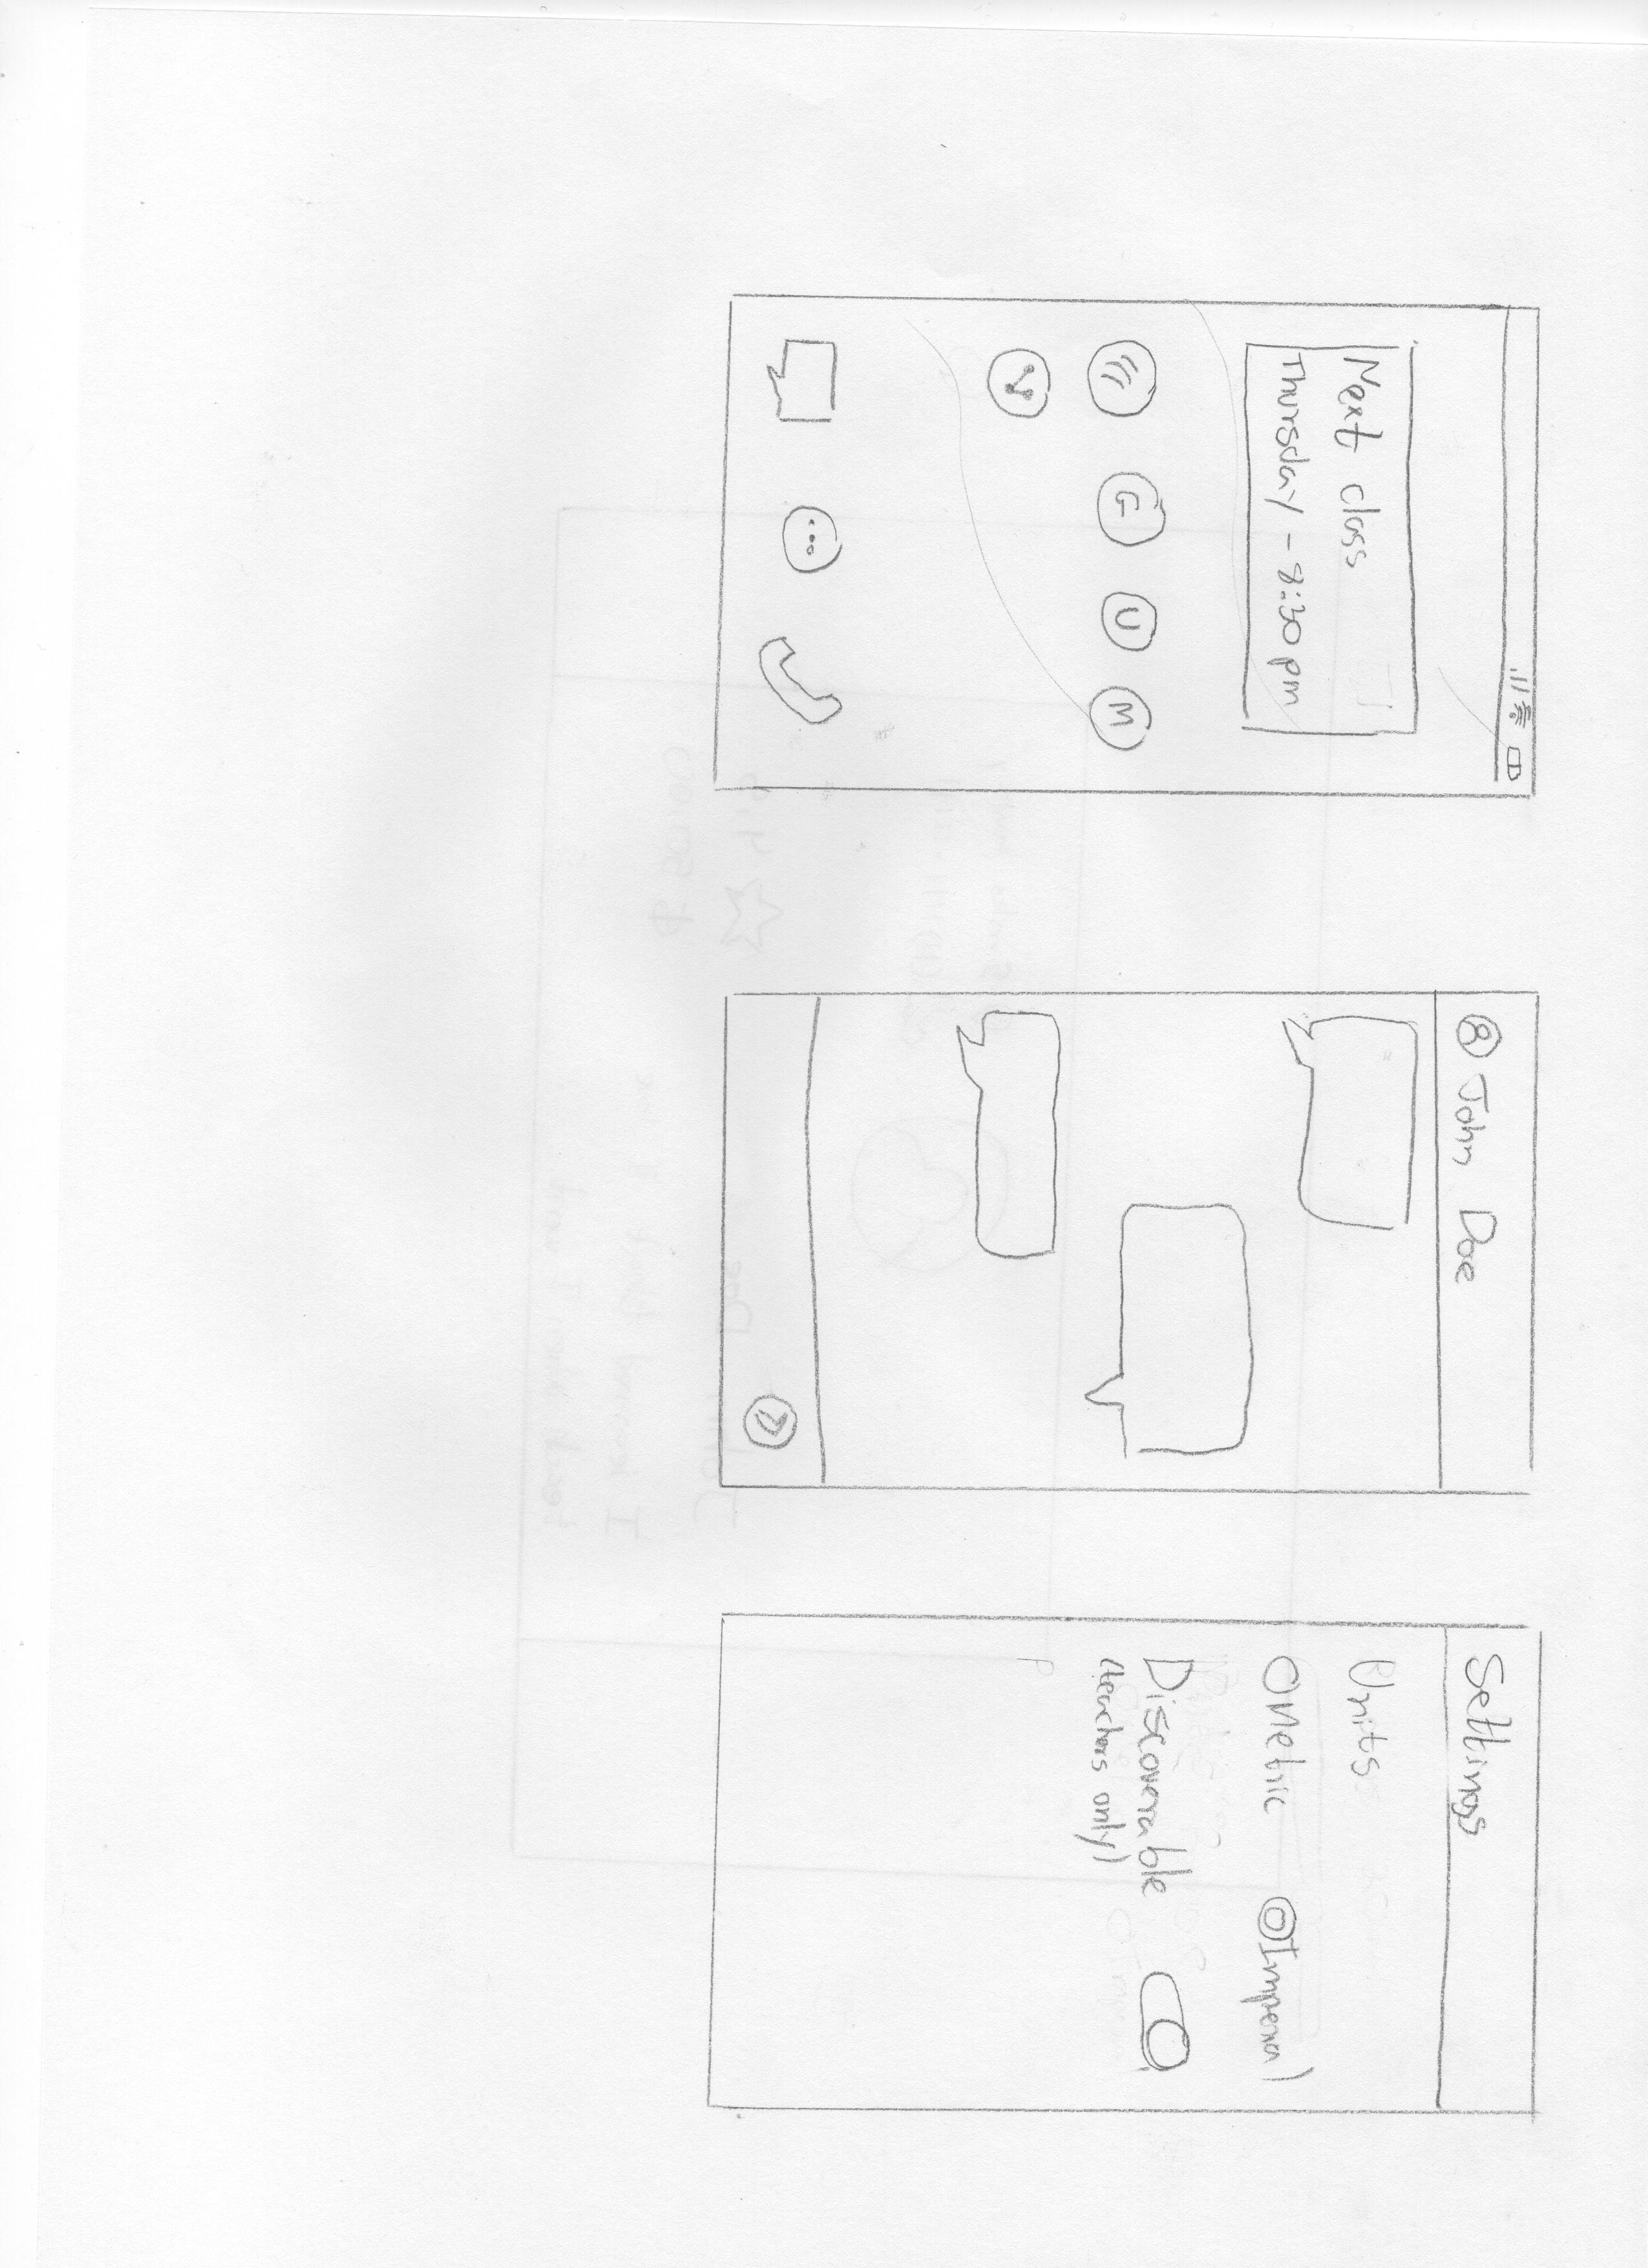 Next class
Thursday - 8:30 pm
G U M
John Doe
Settings
Units
Metric Imperial
Discoverable
(teachers only)